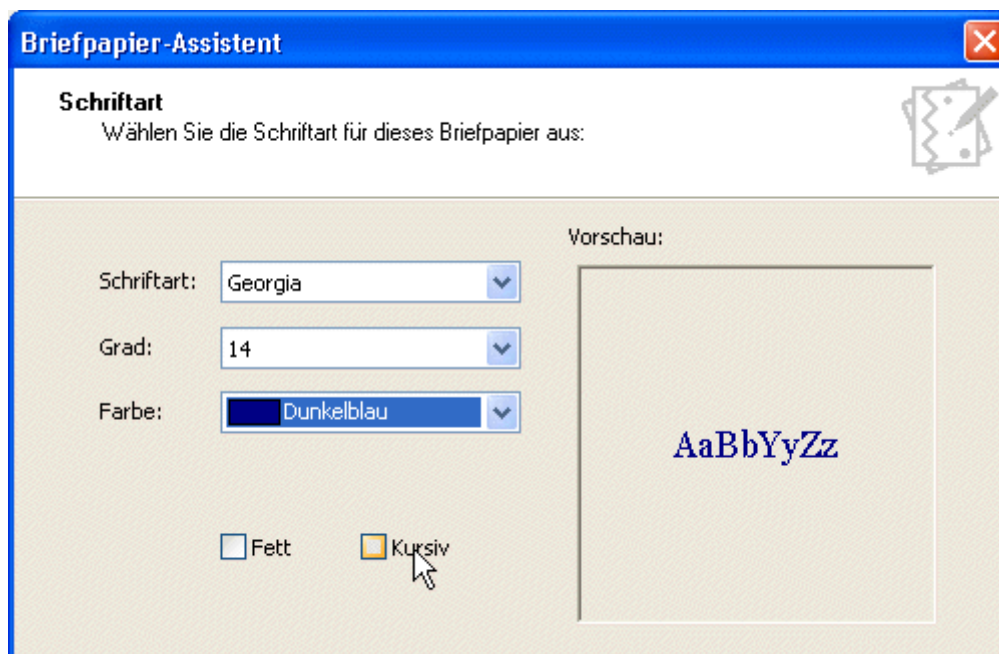 Briefpapier-Assistent
Schriftart
Wählen Sie die Schriftart für dieses Briefpapier aus:
Vorschau:
Schriftart: Georgia
Grad: 14
Farbe: Dunkelblau
AaBbYyZz
Fett Kursiv